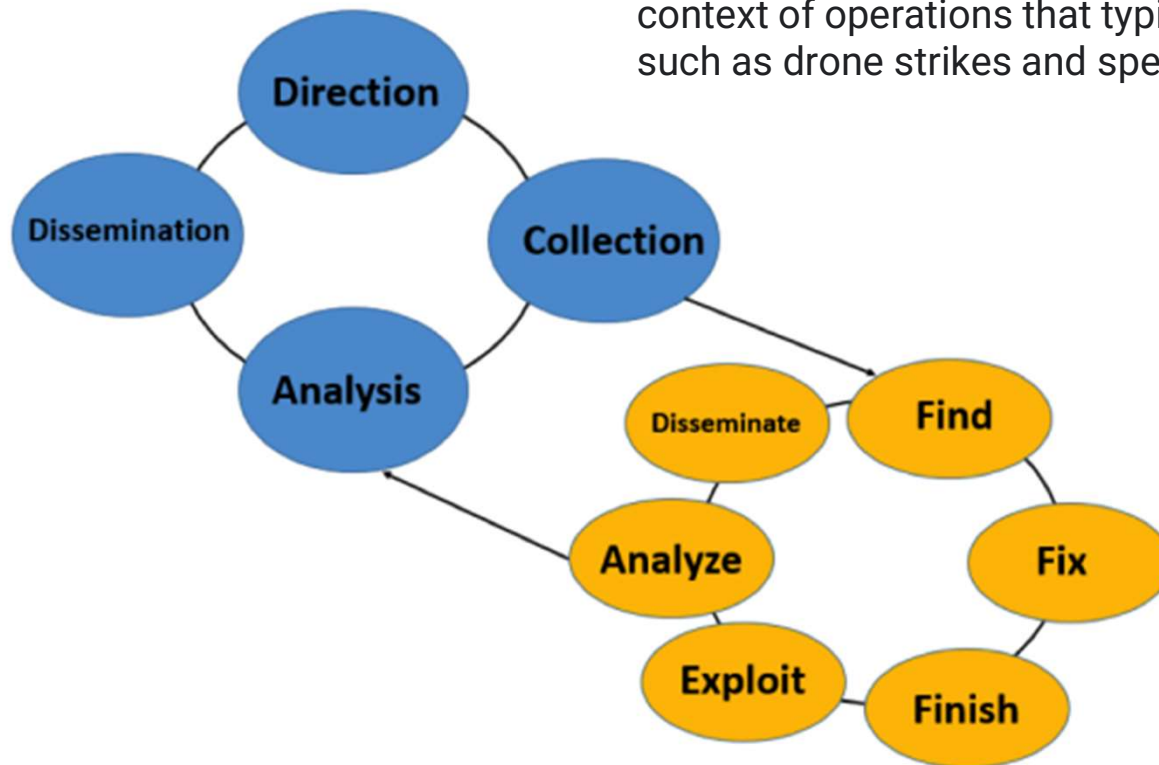 context of operations that typi
such as drone strikes and spe
Direction
Dissemination
Collection
Analysis
Disseminate
Find
Analyze
Fix
Exploit
Finish